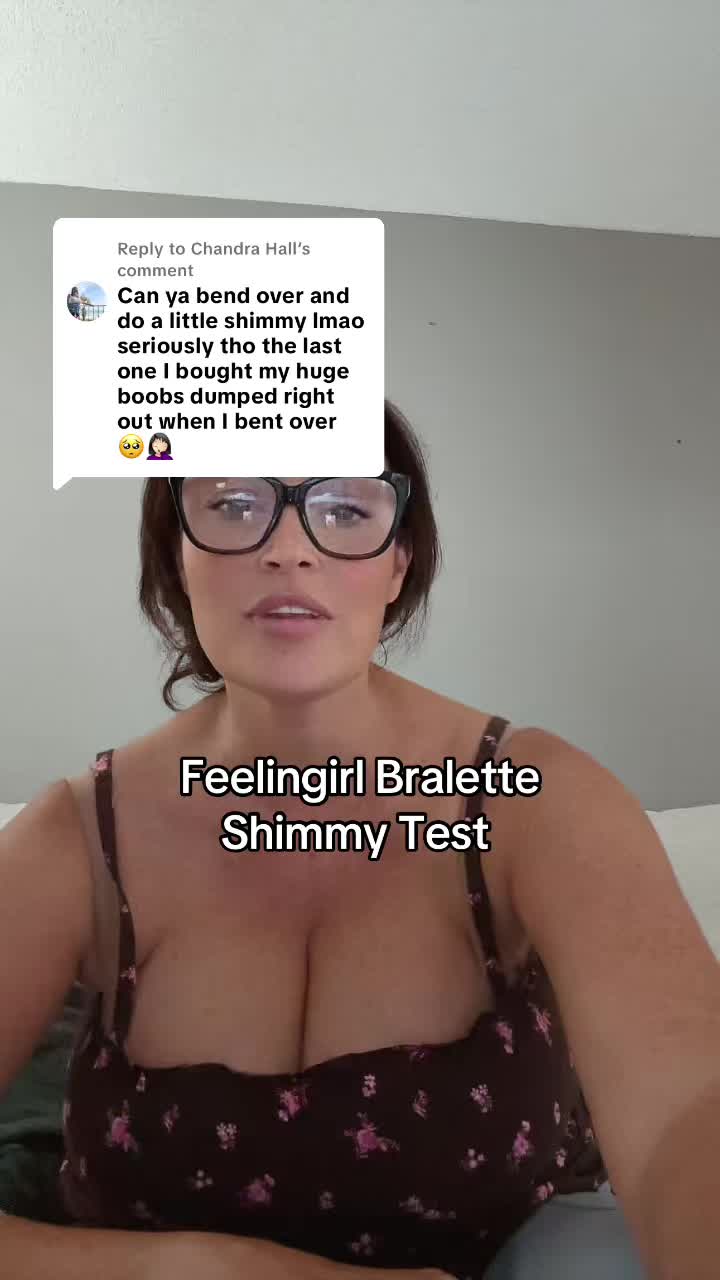 Reply to Chandra Hall's
comment
Can ya bend over and
do a little shimmy lmao
seriously tho the last
one I bought my huge
boobs dumped right
out when I bent over
🥺🤦🏻‍♀️
Feelingirl Bralette
Shimmy Test